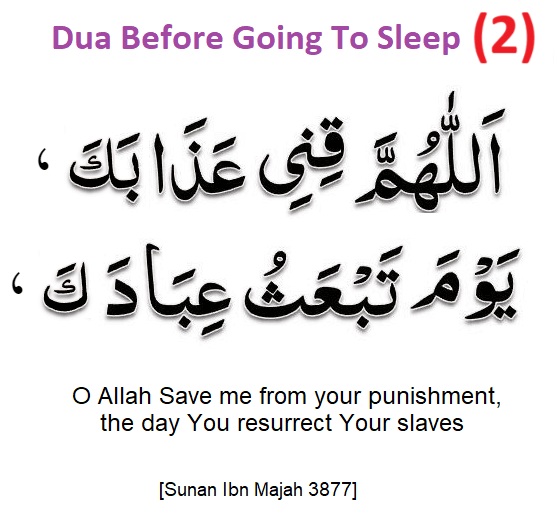 Dua Before Going To Sleep (2)
اَللّٰهُمَّ قِنِي عَذَابَكَ ،
يَوْمَ تَبْعَثُ عِبَادَكَ ،
O Allah Save me from your punishment,
the day You resurrect Your slaves
[Sunan Ibn Majah 3877]